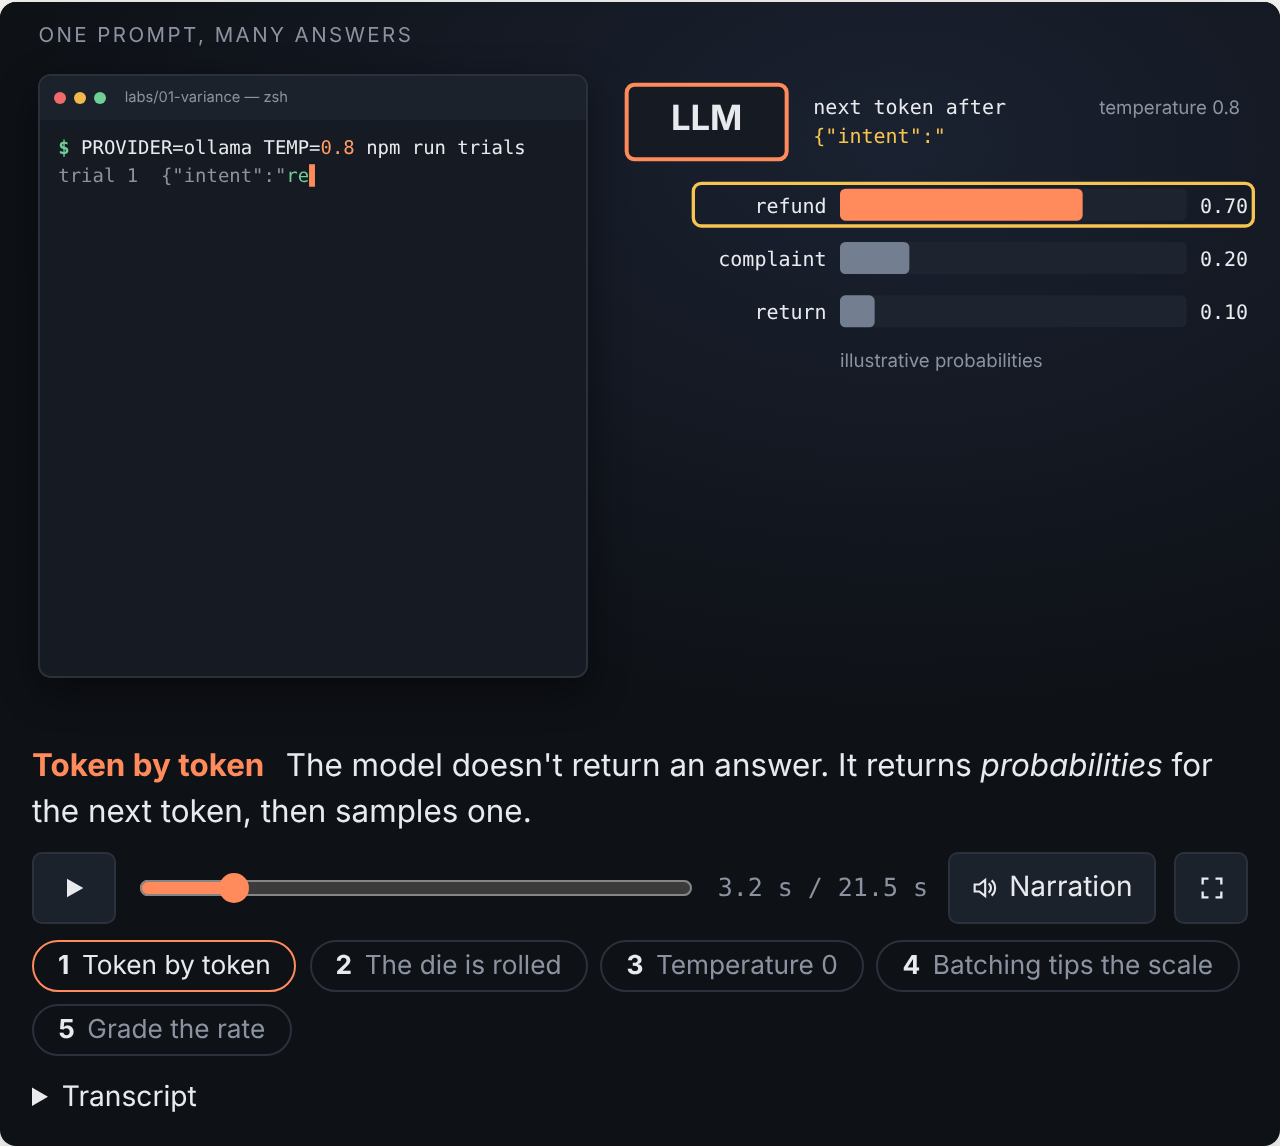 ONE PROMPT, MANY ANSWERS
labs/01-variance — zsh
$ PROVIDER=ollama TEMP=0.8 npm run trials
trial 1  {"intent":"re
LLM
next token after
{"intent":"
temperature 0.8
refund 0.70
complaint 0.20
return 0.10
illustrative probabilities
Token by token The model doesn't return an answer. It returns probabilities for
the next token, then samples one.
3.2 s / 21.5 s
Narration
1 Token by token
2 The die is rolled
3 Temperature 0
4 Batching tips the scale
5 Grade the rate
Transcript